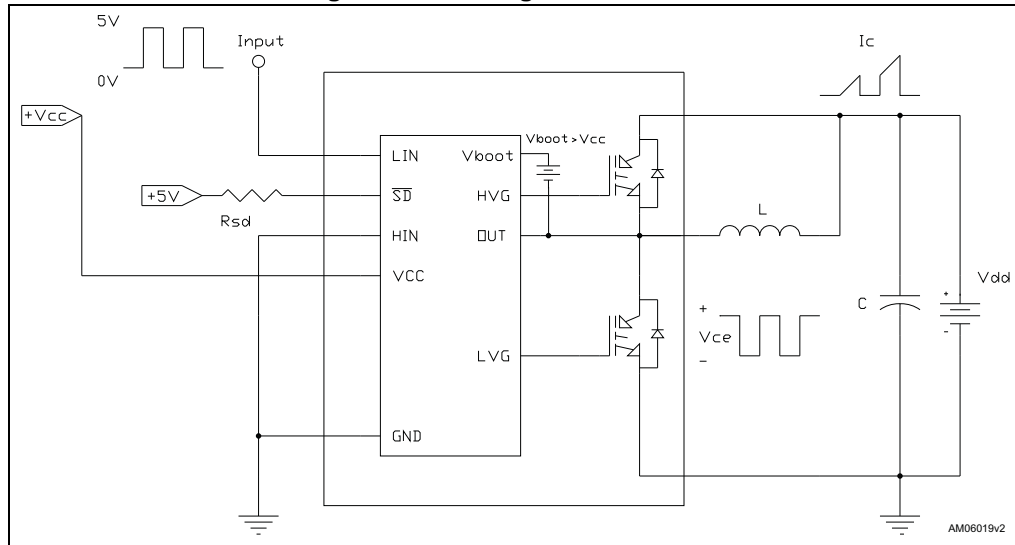 5V
0V
Input
+Vcc
+5V
Rsd
LIN
SD
HIN
VCC
GND
Vboot
HVG
OUT
LVG
Vboot>Vcc
Ic
L
+
Vce
-
C
+
-
Vdd
AM06019v2